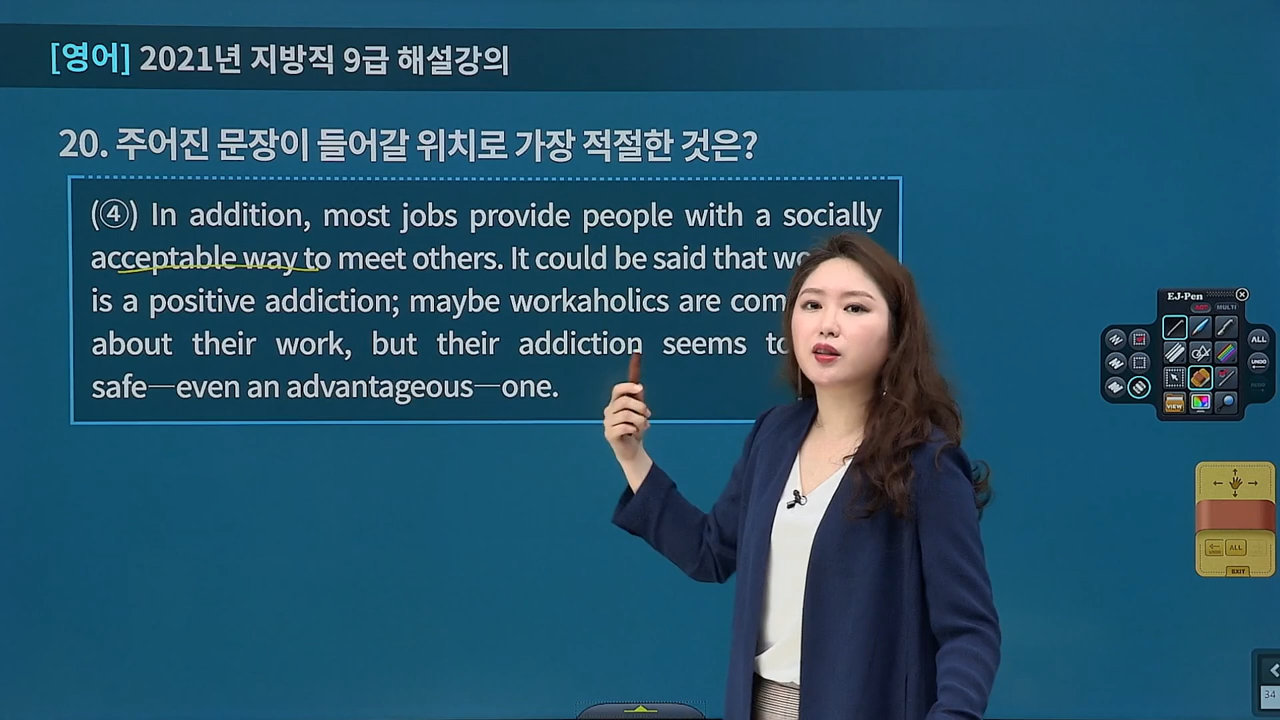 [영어] 2021년 지방직 9급 해설강의
20. 주어진 문장이 들어갈 위치로 가장 적절한 것은?
(④) In addition, most jobs provide people with a socially
acceptable way to meet others. It could be said that
is a positive addiction; maybe workaholics are
about their work, but their addiction seems
safe—even an advantageous—one.
EJ-Pen
MULTI
ALL
UNDO
VIEW
ALL
EXIT
34